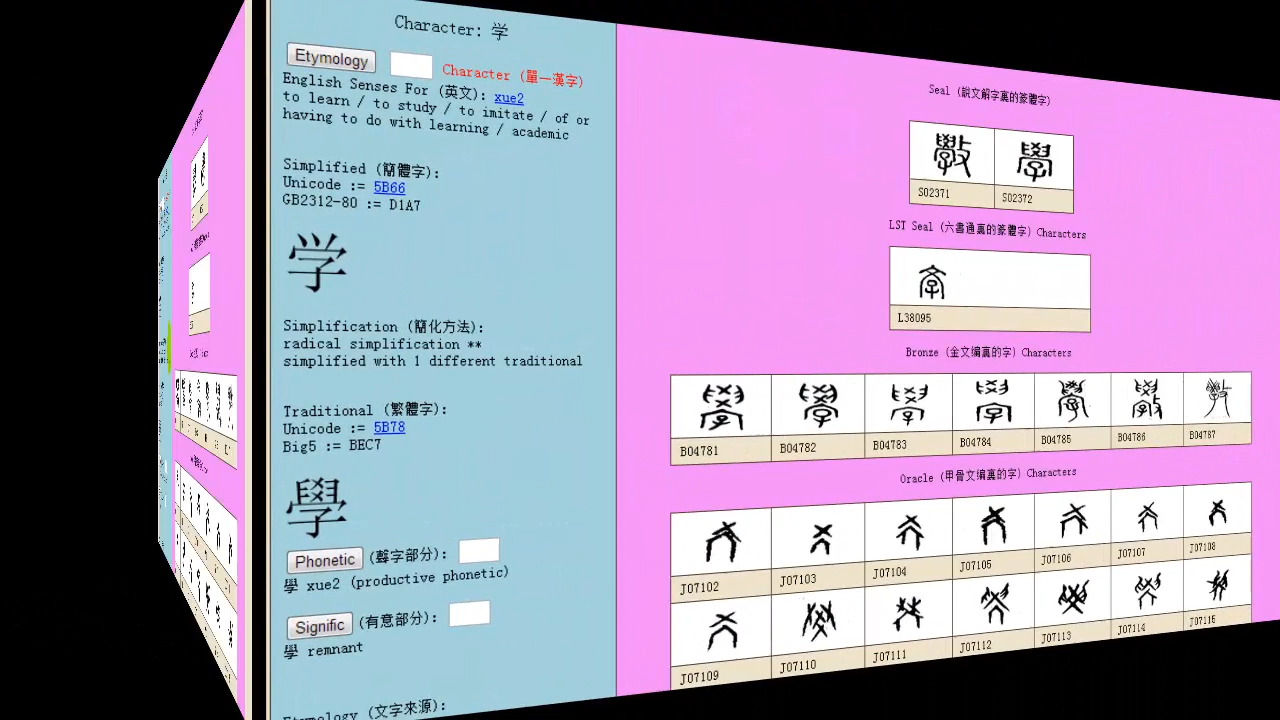 Character: 学
Etymology
Character (單一漢字)
English Senses For (英文): xue2
to learn / to study / to imitate / of or
having to do with learning / academic
Simplified (簡體字):
Unicode := 5B66
GB2312-80 := D1A7
学
Simplification (簡化方法):
radical simplification **
simplified with 1 different traditional
Traditional (繁體字):
Unicode := 5B78
Big5 := BEC7
學
Phonetic (聲字部分):
學 xue2 (productive phonetic)
Signific (有意部分):
學 remnant
Etymology (文字來源):
Seal (說文解字裏的篆體字)
S02371 S02372
LST Seal (六書通裏的篆體字) Characters
L38095
Bronze (金文编裏的字) Characters
B04781 B04782 B04783 B04784 B04785 B04786 B04787
Oracle (甲骨文编裏的字) Characters
J07102 J07103 J07104 J07105 J07106 J07107 J07108
J07109 J07110 J07111 J07112 J07113 J07114 J07115